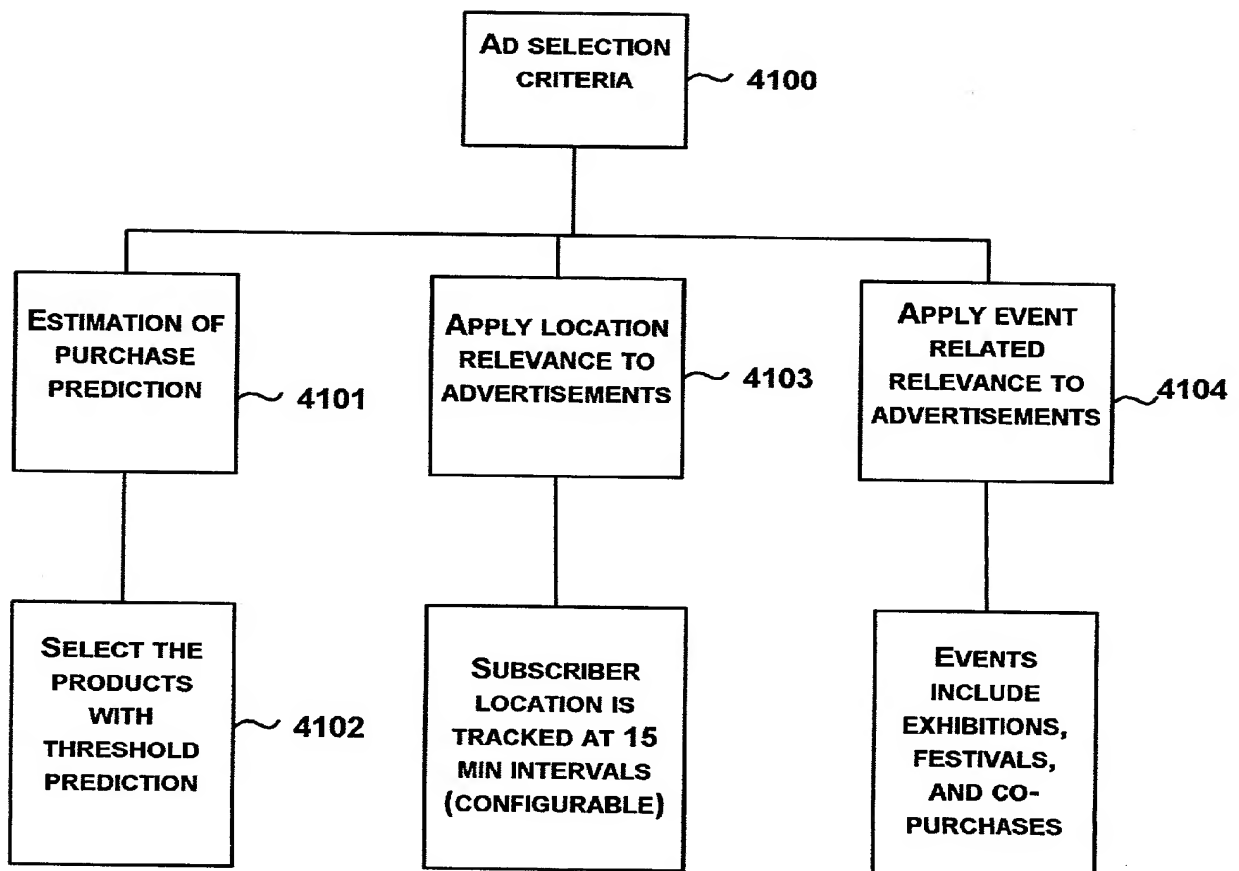 AD SELECTION
CRITERIA
4100
ESTIMATION OF
PURCHASE
PREDICTION
4101
APPLY LOCATION
RELEVANCE TO
ADVERTISEMENTS
4103
APPLY EVENT
RELATED
RELEVANCE TO
ADVERTISEMENTS
4104
SELECT THE
PRODUCTS
WITH
THRESHOLD
PREDICTION
4102
SUBSCRIBER
LOCATION IS
TRACKED AT 15
MIN INTERVALS
(CONFIGURABLE)
EVENTS
INCLUDE
EXHIBITIONS,
FESTIVALS,
AND CO-
PURCHASES